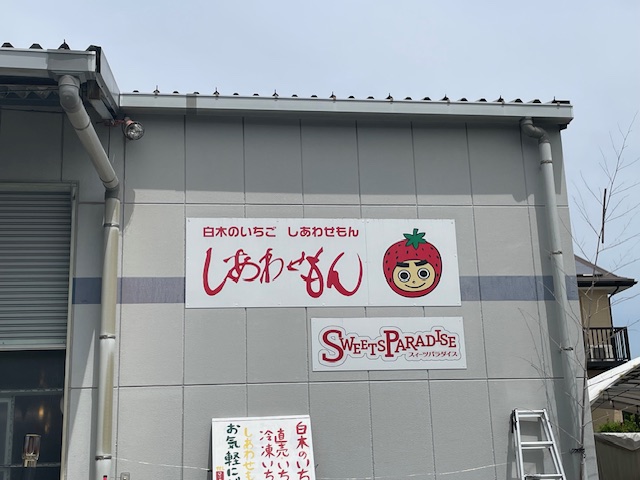 白木のいちご しあわせもん
しあわせもん
SWEETS PARADISE
スィーツパラダイス
白木のいち
直売いち
冷凍いち
しあわせも
お気軽に